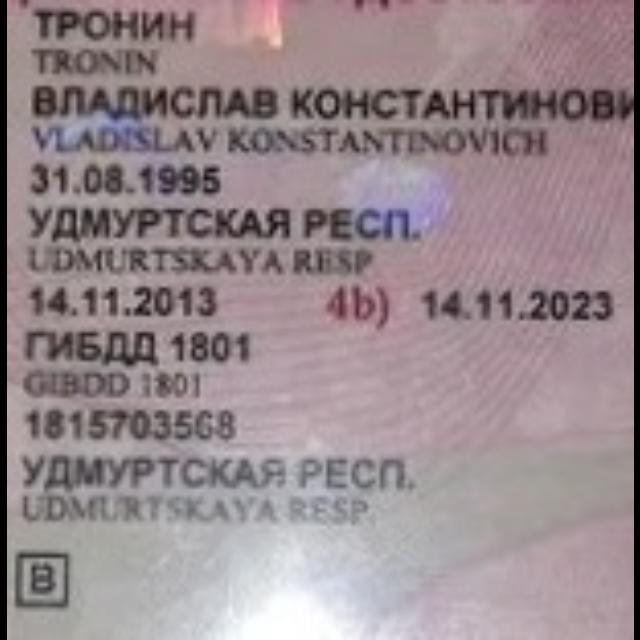 ТРОНИН
TRONIN
ВЛАДИСЛАВ КОНСТАНТИНОВИ
VLADISLAV KONSTANTINOVICH
31.08.1995
УДМУРТСКАЯ РЕСП.
UDMURTSKAYA RESP
14.11.2013 4b) 14.11.2023
ГИБДД 1801
GIBDD 1801
1815703568
УДМУРТСКАЯ РЕСП.
UDMURTSKAYA RESP
B